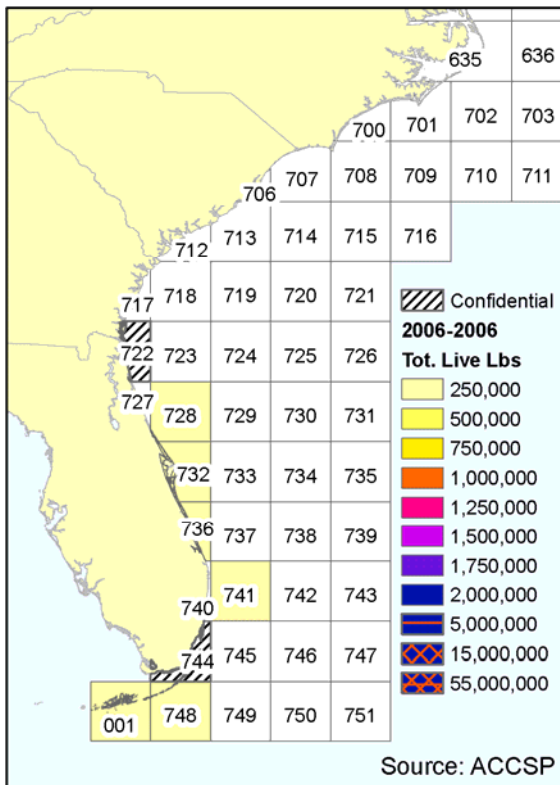 635 636
700 701 702 703
706 707 708 709 710 711
712 713 714 715 716
717 718 719 720 721
722 723 724 725 726
727 728 729 730 731
732 733 734 735
736 737 738 739
740 741 742 743
744 745 746 747
001 748 749 750 751
Confidential
2006-2006
Tot. Live Lbs
250,000
500,000
750,000
1,000,000
1,250,000
1,500,000
1,750,000
2,000,000
5,000,000
15,000,000
55,000,000
Source: ACCSP